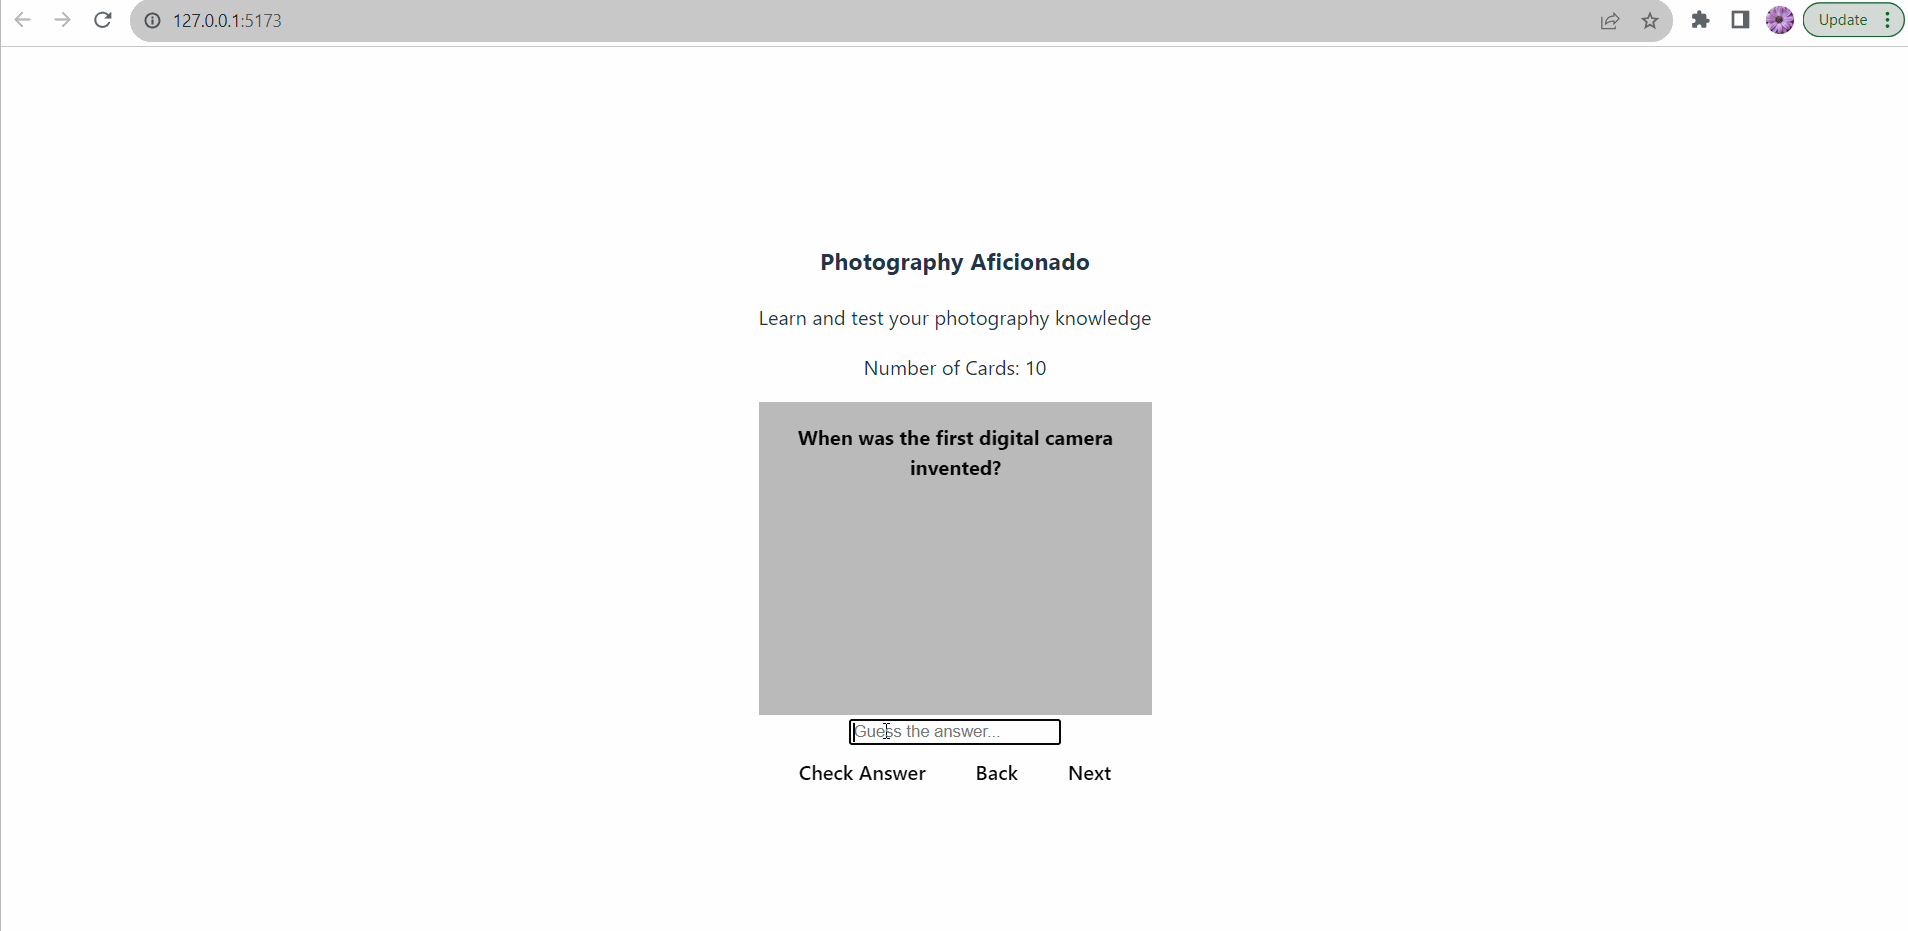 127.0.0.1:5173
Update
Photography Aficionado
Learn and test your photography knowledge
Number of Cards: 10
When was the first digital camera
invented?
Guess the answer...
Check Answer Back Next